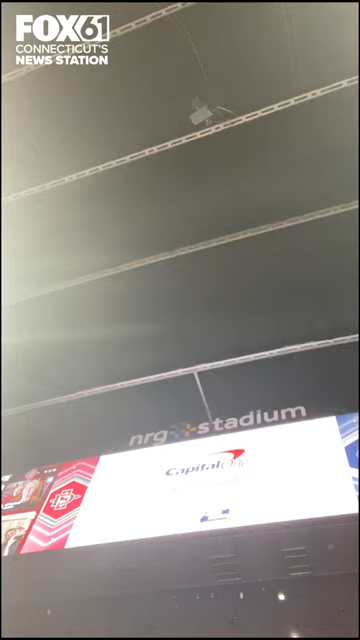 FOX61
CONNECTICUT'S
NEWS STATION
nrg stadium
Capital One